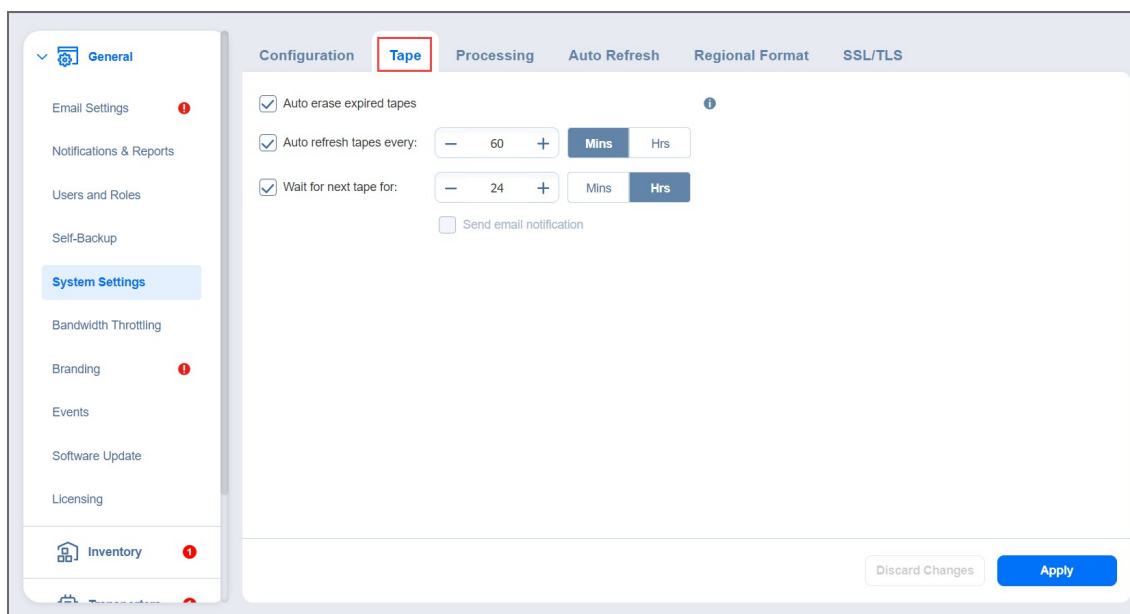 General
Email Settings !
Notifications & Reports
Users and Roles
Self-Backup
System Settings
Bandwidth Throttling
Branding !
Events
Software Update
Licensing
Inventory 1
Configuration Tape Processing Auto Refresh Regional Format SSL/TLS
Auto erase expired tapes i
Auto refresh tapes every: − 60 + Mins Hrs
Wait for next tape for: − 24 + Mins Hrs
Send email notification
Discard Changes Apply